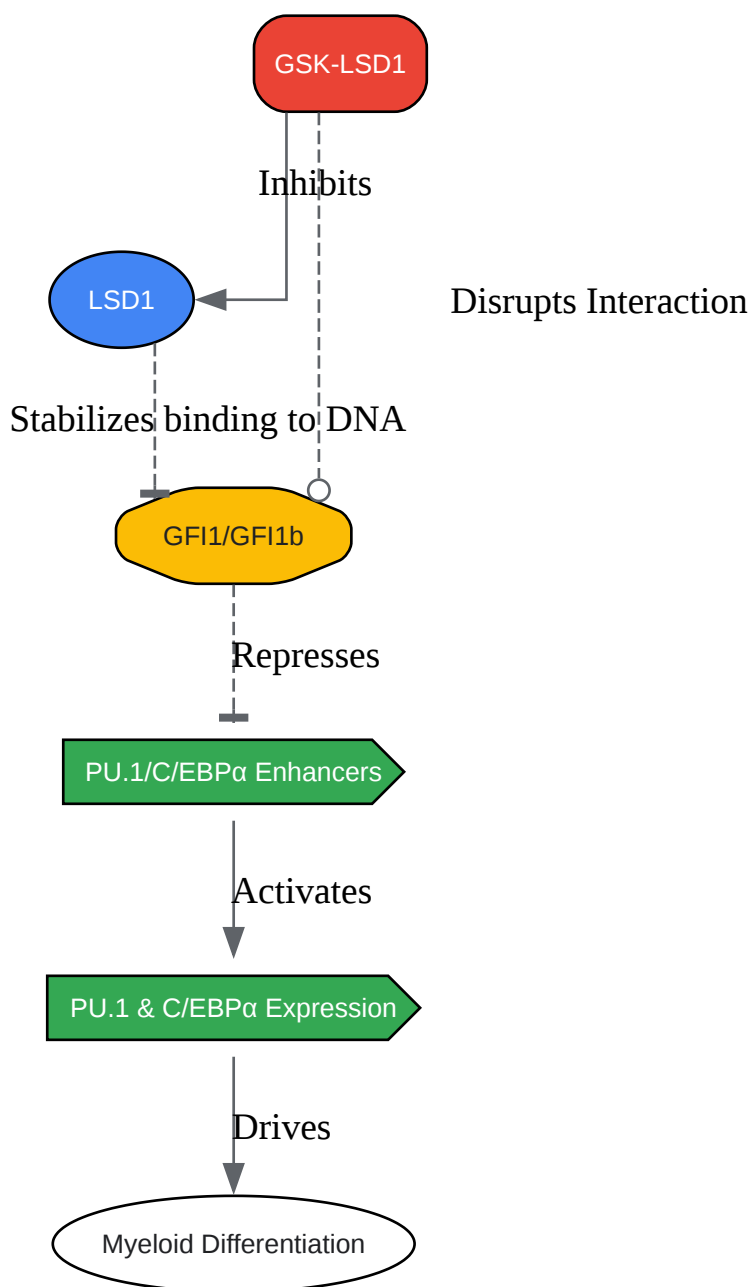 GSK-LSD1
Inhibits
LSD1
Disrupts Interaction
Stabilizes binding to DNA
GFI1/GFI1b
Represses
PU.1/C/EBPα Enhancers
Activates
PU.1 & C/EBPα Expression
Drives
Myeloid Differentiation